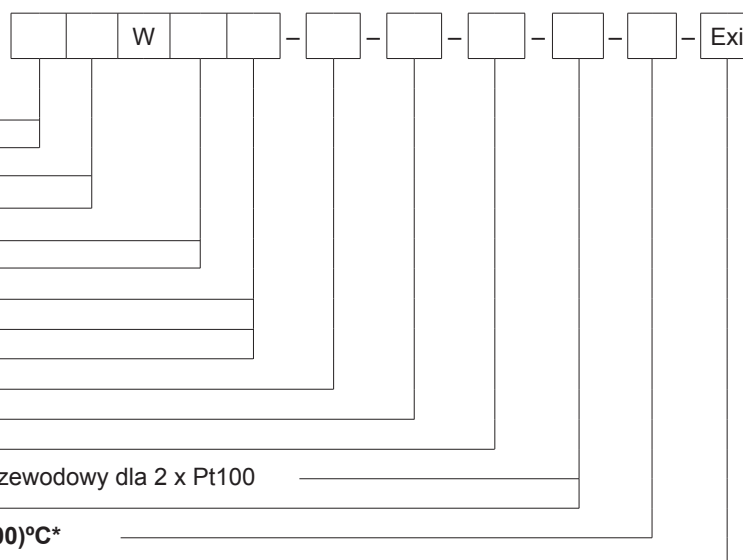 W – – – – – Exi
zewodowy dla 2 x Pt100
00)ºC*